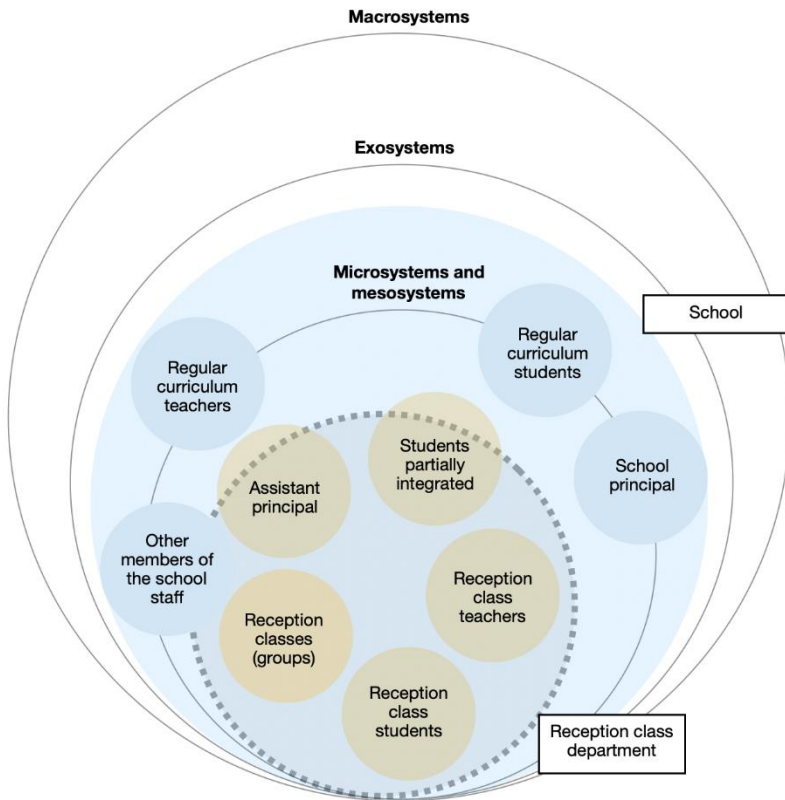 Macrosystems
Exosystems
Microsystems and
mesosystems
School
Regular
curriculum
students
Regular
curriculum
teachers
Students
partially
integrated
School
principal
Assistant
principal
Other
members of
the school
staff
Reception
class
teachers
Reception
classes
(groups)
Reception
class
students
Reception class
department